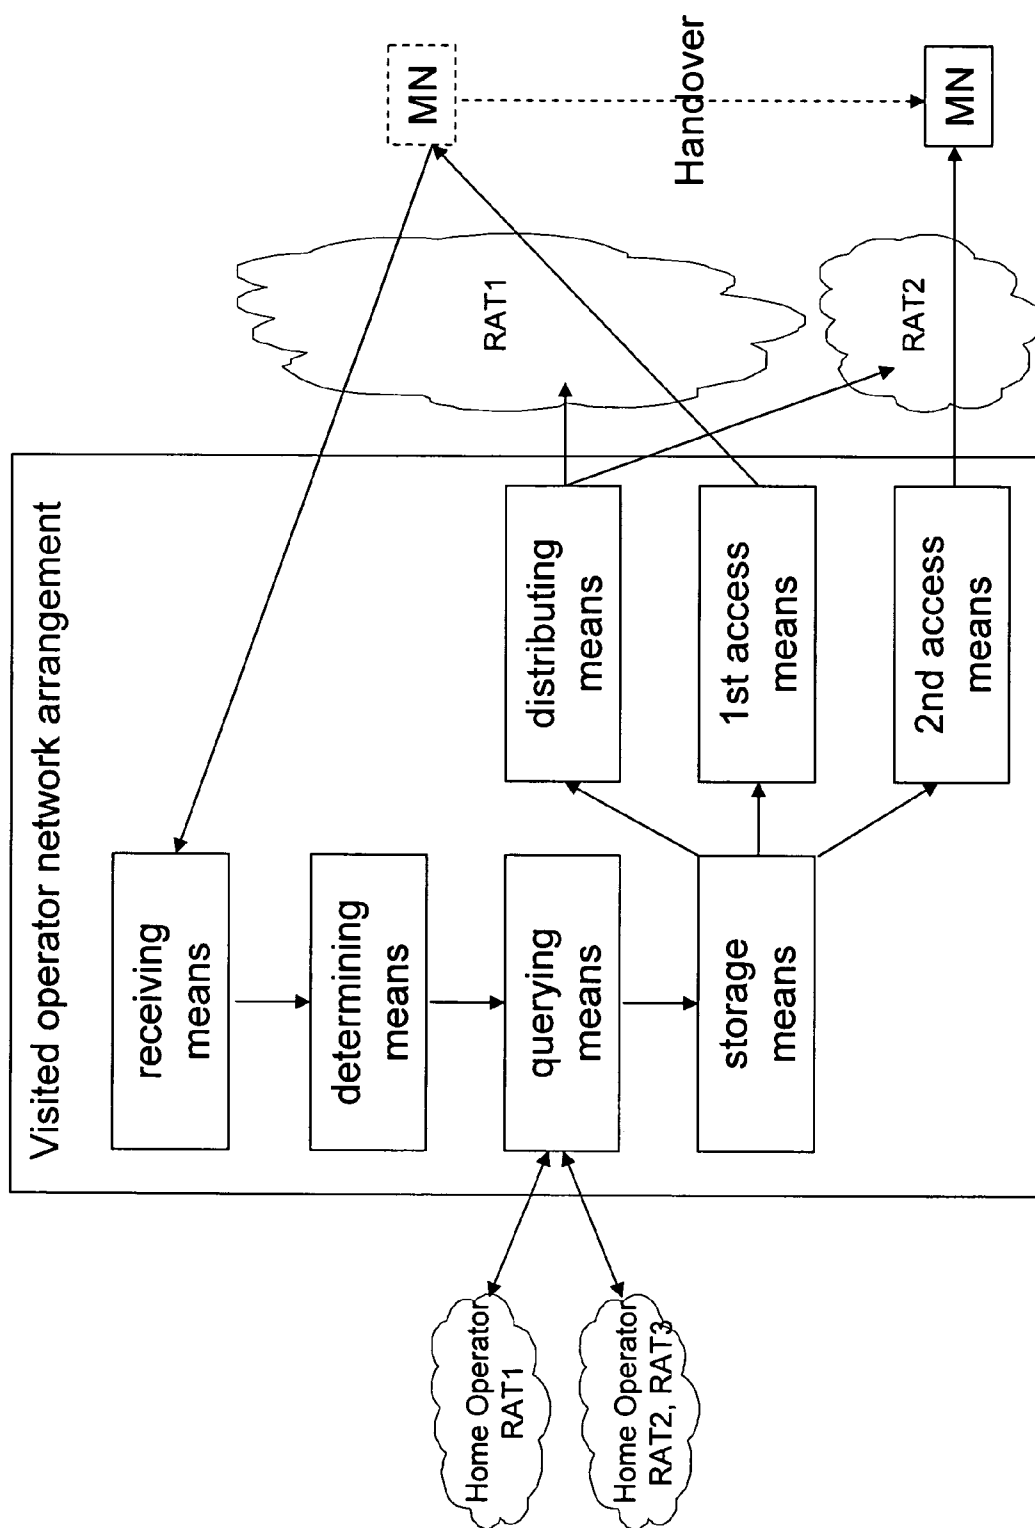 Visited operator network arrangement
Home Operator
RAT1
Home Operator
RAT2, RAT3
receiving
means
determining
means
querying
means
storage
means
distributing
means
1st access
means
2nd access
means
RAT1
RAT2
MN
Handover
MN